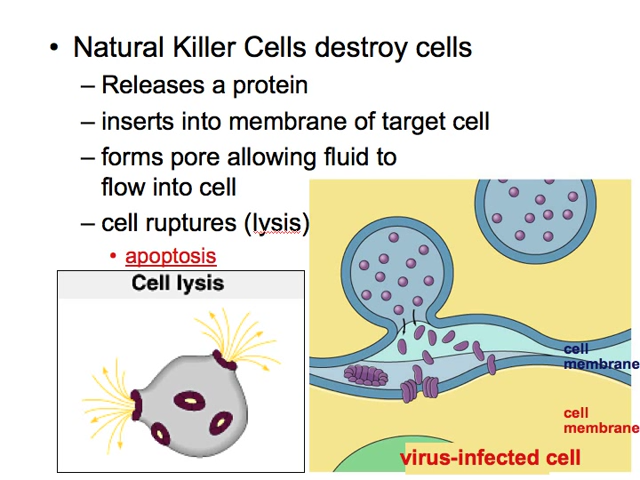 • Natural Killer Cells destroy cells
– Releases a protein
– inserts into membrane of target cell
– forms pore allowing fluid to
flow into cell
– cell ruptures (lysis)
• apoptosis
Cell lysis
cell
membrane
cell
membrane
virus-infected cell